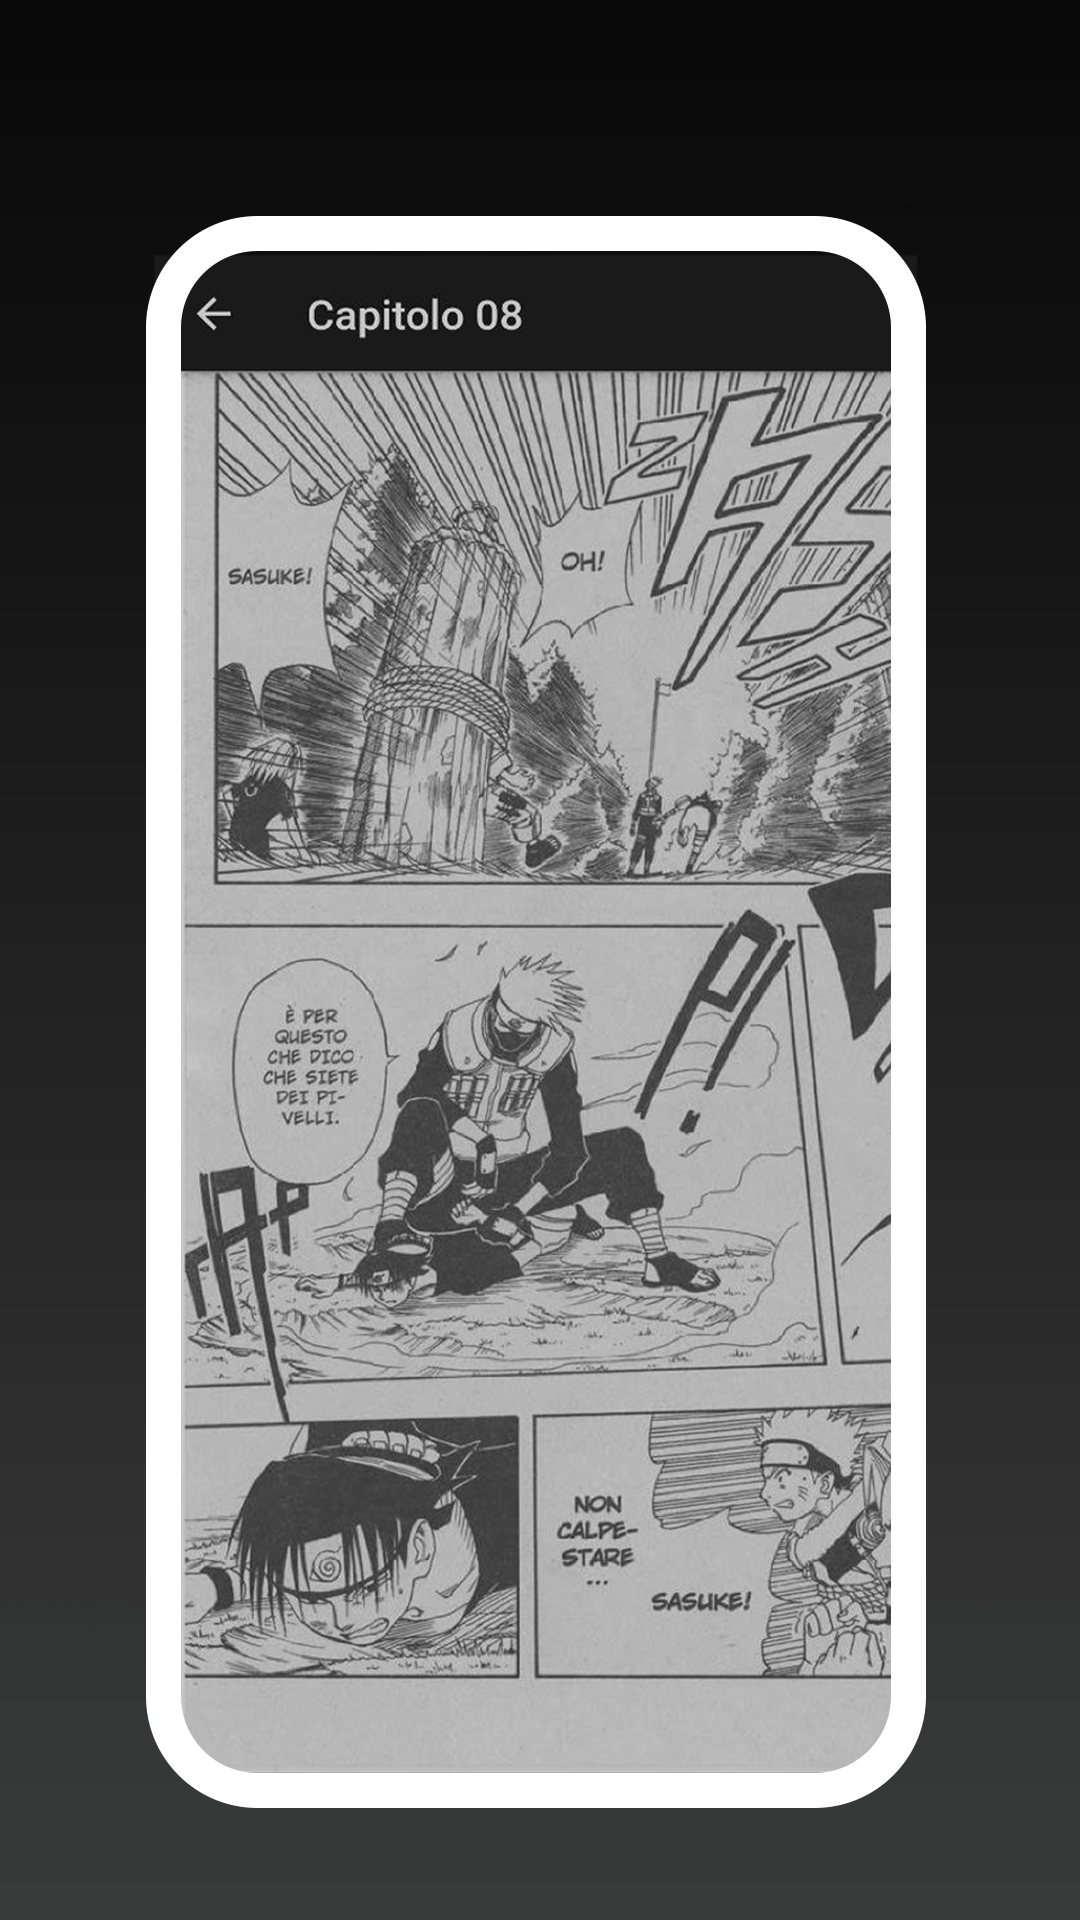 Capitolo 08
SASUKE!
OH!
È PER
QUESTO
CHE DICO
CHE SIETE
DEI PI-
VELLI.
NON
CALPE-
STARE
...
SASUKE!